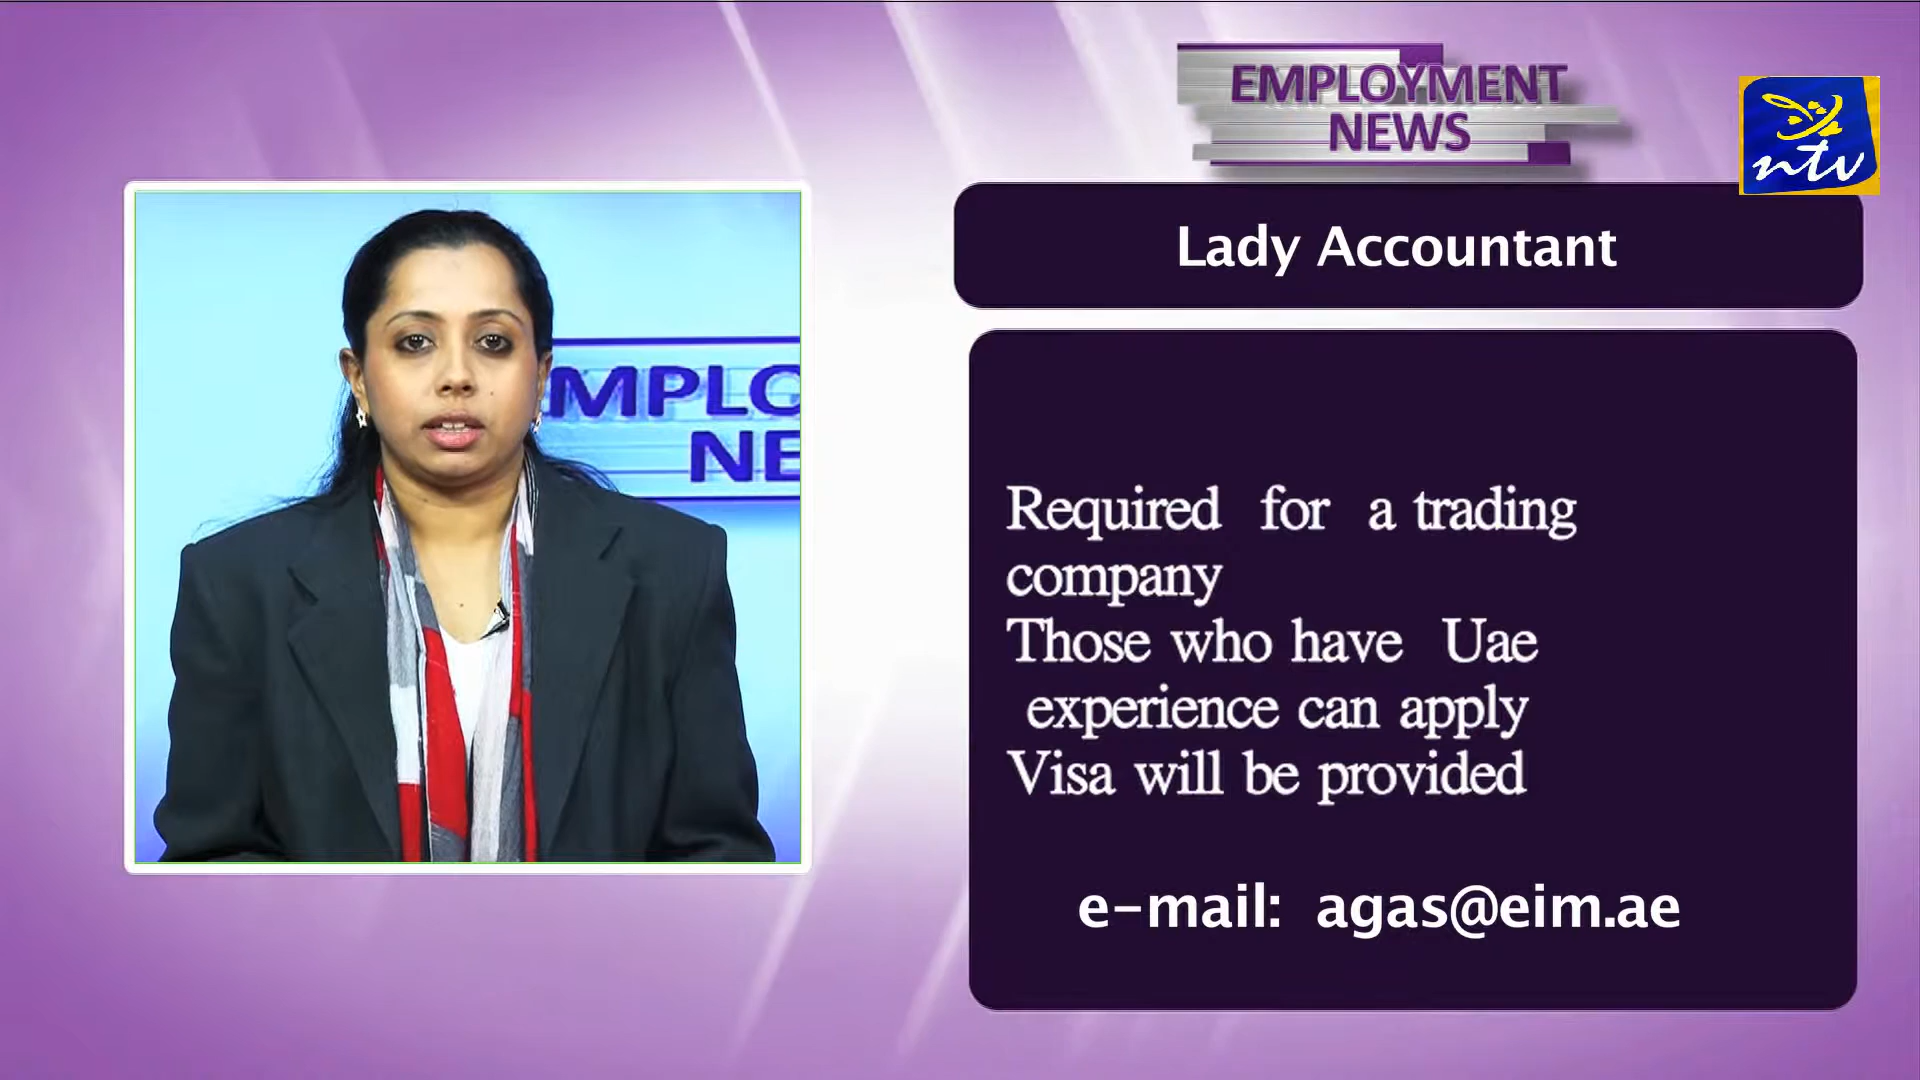 EMPLOYMENT
NEWS
ntv
Lady Accountant
MPLO
NE
Required for a trading
company
Those who have Uae
experience can apply
Visa will be provided
e-mail: agas@eim.ae